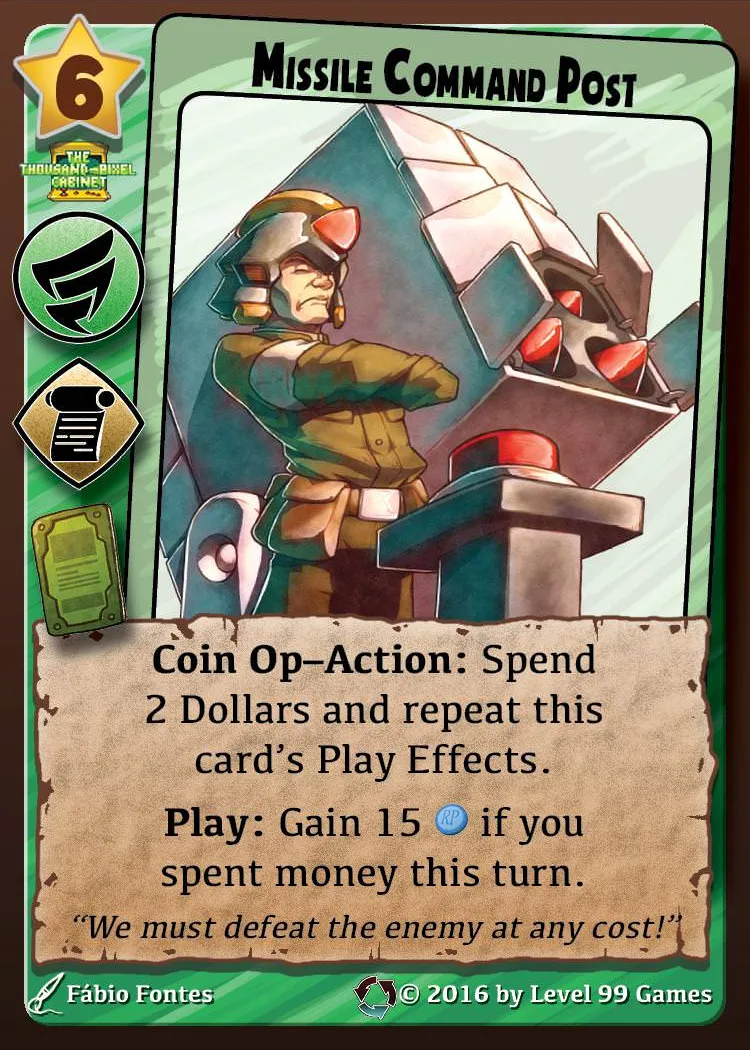 6
MISSILE COMMAND POST
THE
THOUSAND-PIXEL
CABINET
Coin Op–Action: Spend
2 Dollars and repeat this
card’s Play Effects.
Play: Gain 15 RP if you
spent money this turn.
“We must defeat the enemy at any cost!”
Fábio Fontes
© 2016 by Level 99 Games